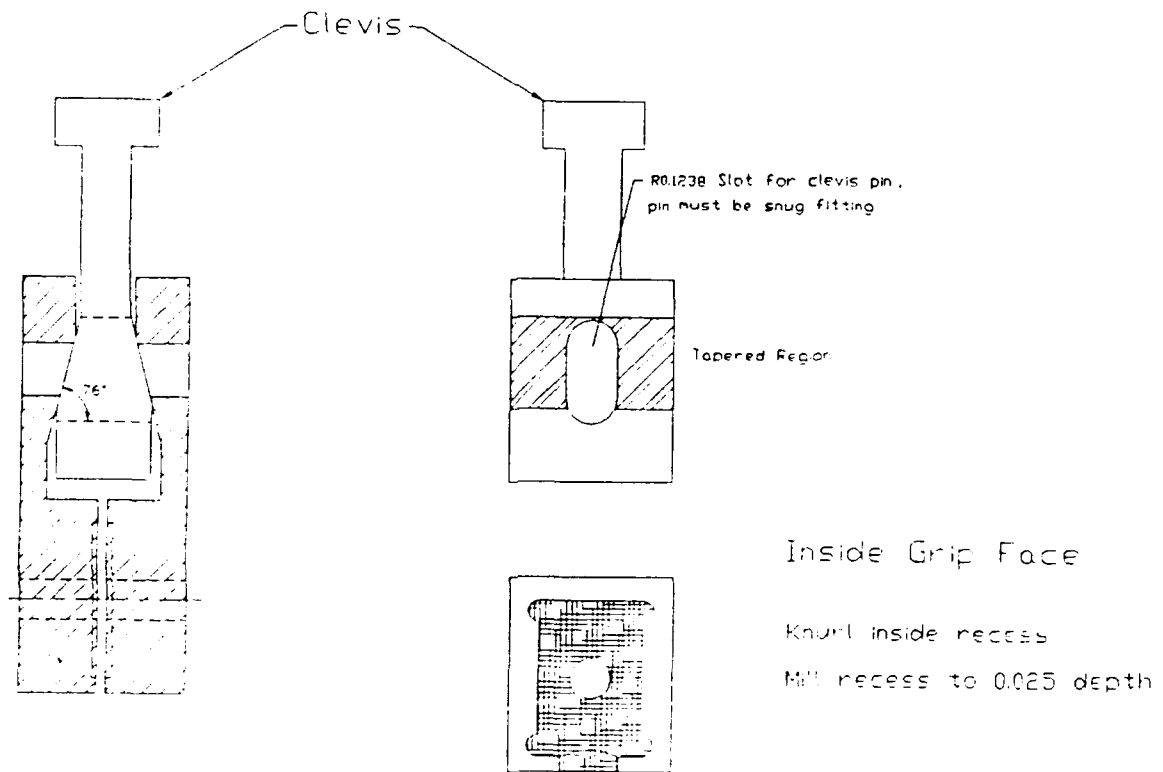 Clevis
R0.1238 Slot for clevis pin,
pin must be snug fitting
Tapered Region
76°
Inside Grip Face
Knurl inside recess
Mill recess to 0.025 depth